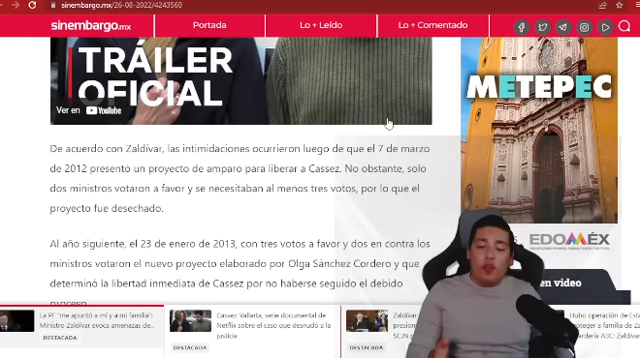 sinembargo.mx/26-08-2022/4243560
sinembargo.mx
Portada
Lo + Leído
Lo + Comentado
TRÁILER
OFICIAL
Ver en YouTube
METEPEC
De acuerdo con Zaldívar, las intimidaciones ocurrieron luego de que el 7 de marzo
de 2012 presentó un proyecto de amparo para liberar a Cassez. No obstante, solo
dos ministros votaron a favor y se necesitaban al menos tres votos, por lo que el
proyecto fue desechado.
EDOMÉX
Al año siguiente, el 23 de enero de 2013, con tres votos a favor y dos en contra los
ministros votaron el nuevo proyecto elaborado por Olga Sánchez Cordero y que
determinó la libertad inmediata de Cassez por no haberse seguido el debido
proceso
en video
La PF "me apuntó a mí y a mi familia":
Ministro Zaldívar evoca amenazas de...
DESTACADA
Cassez Vallarta, serie documental de
Netflix sobre el caso que desnudó a la
justicia
DESTACADA
Zaldívar
presion
SCJN
DESTACADA
Hubo operación de Esta
proteger a familia de Z
Guardería ABC: Zaldívar